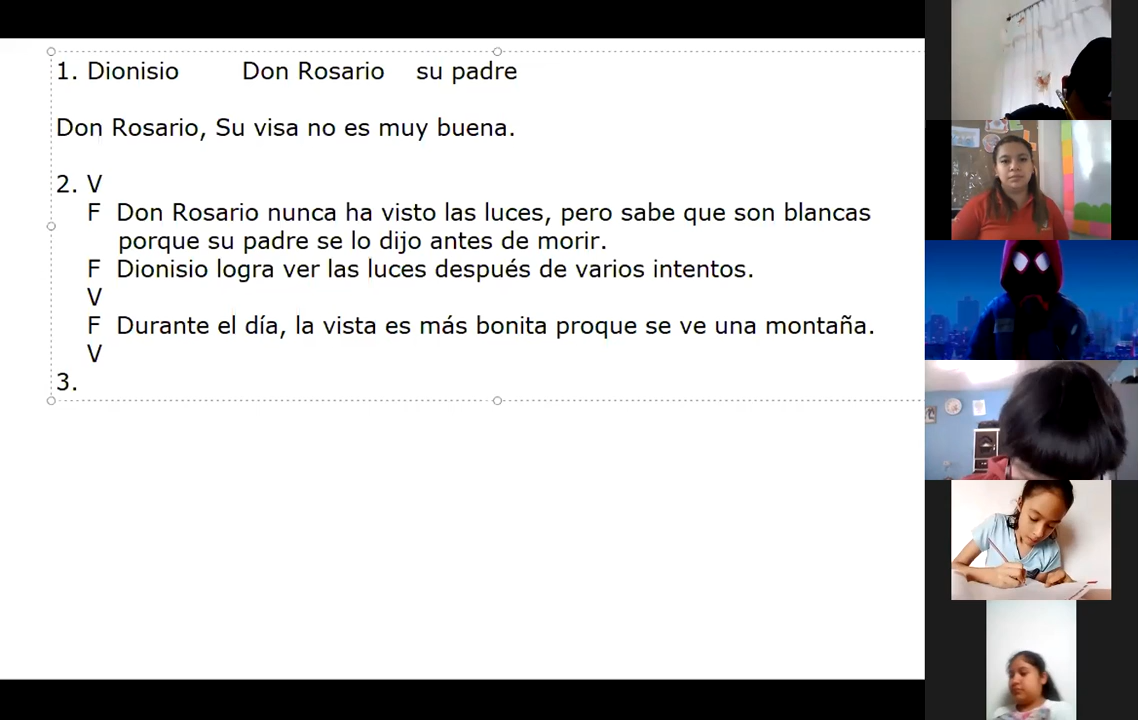 1. Dionisio Don Rosario su padre
Don Rosario, Su visa no es muy buena.
2. V
F Don Rosario nunca ha visto las luces, pero sabe que son blancas
porque su padre se lo dijo antes de morir.
F Dionisio logra ver las luces después de varios intentos.
V
F Durante el día, la vista es más bonita proque se ve una montaña.
V
3.